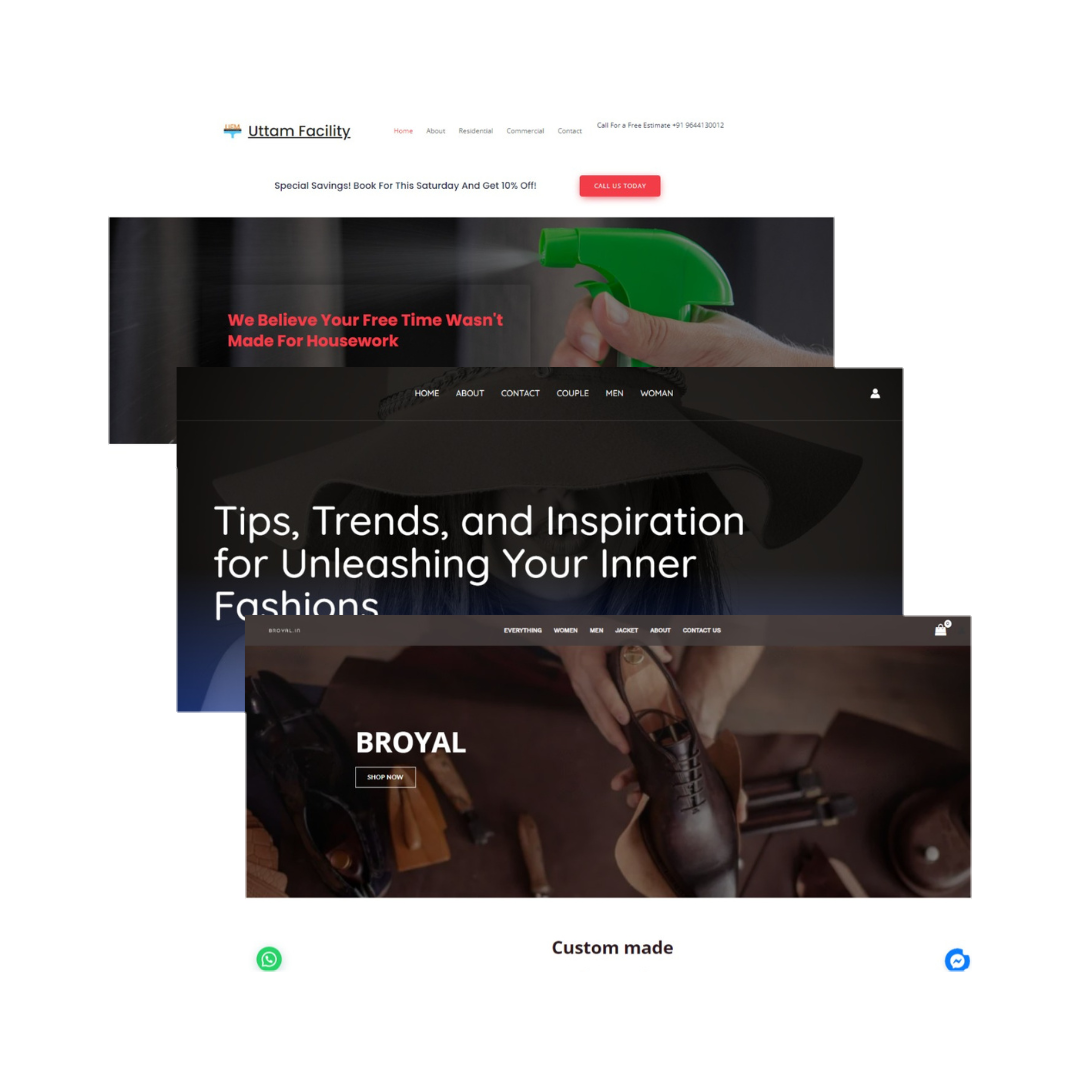 UFA
Uttam Facility
Home About Residential Commercial Contact
Call For a Free Estimate +91 9644130012
Special Savings! Book For This Saturday And Get 10% Off!
CALL US TODAY
We Believe Your Free Time Wasn't
Made For Housework
HOME ABOUT CONTACT COUPLE MEN WOMAN
Tips, Trends, and Inspiration
for Unleashing Your Inner
Fashions
BROYAL.IN
EVERYTHING WOMEN MEN JACKET ABOUT CONTACT US
0
BROYAL
SHOP NOW
Custom made